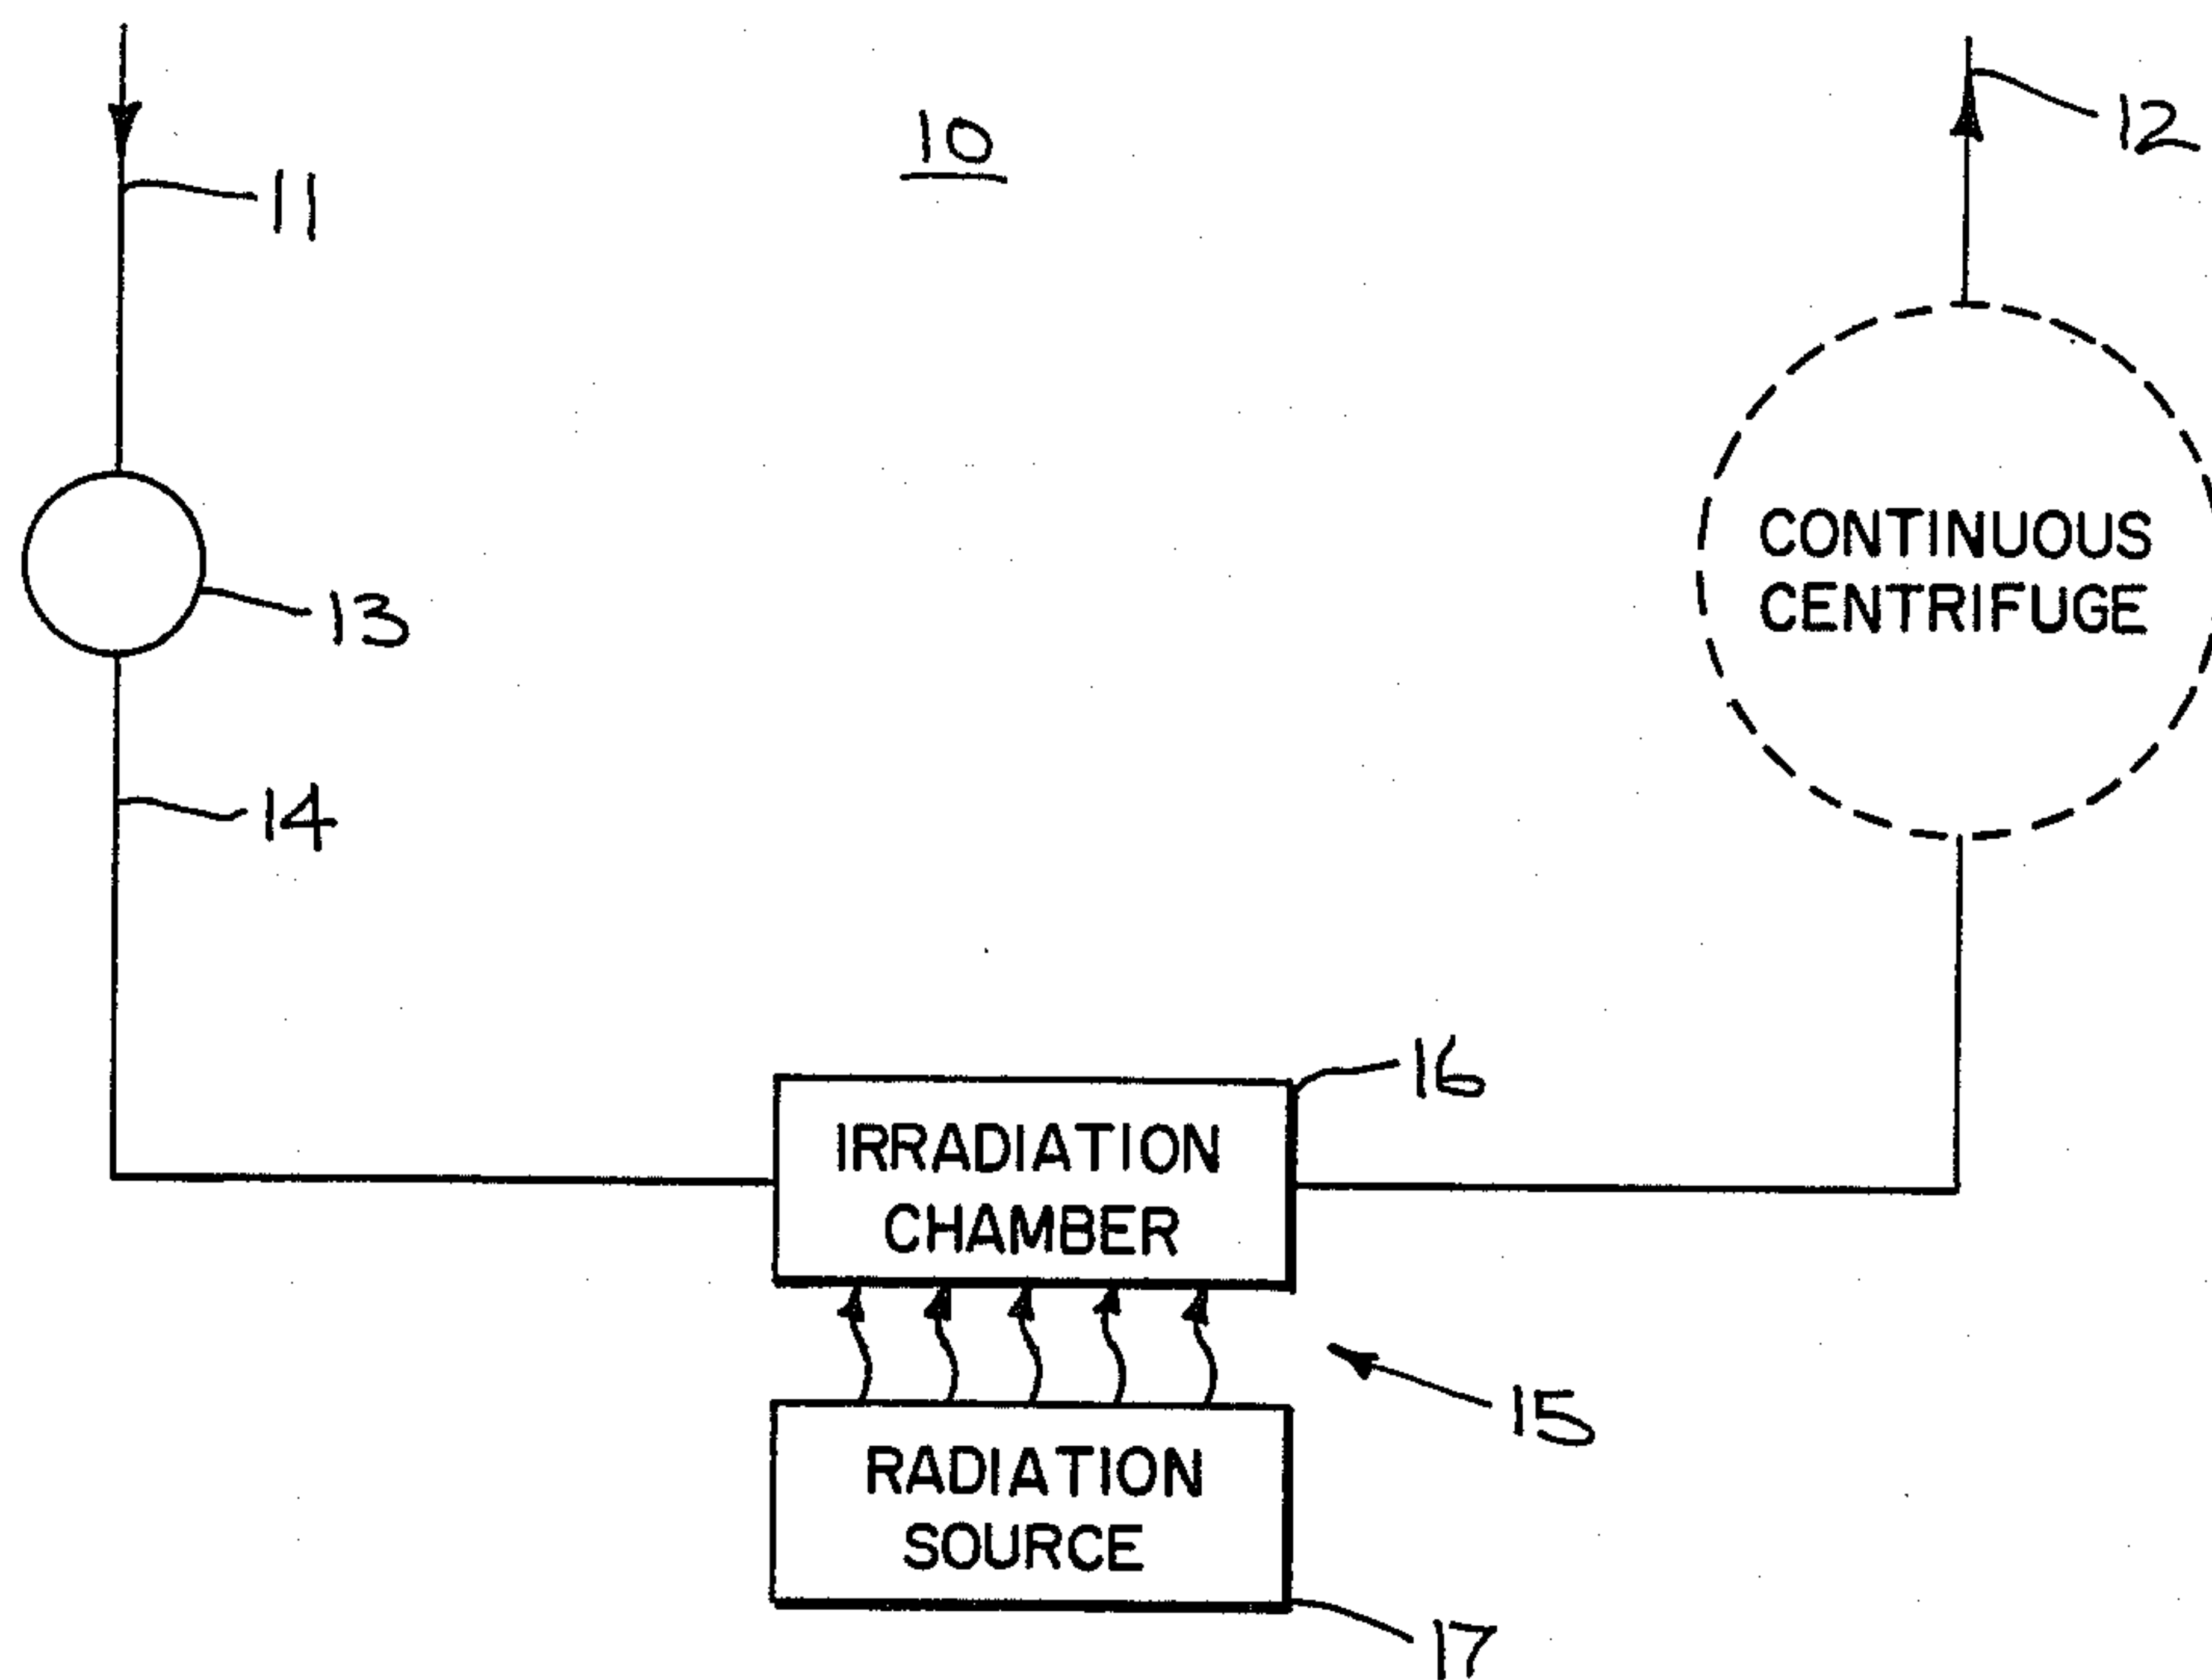 10
12
11
CONTINUOUS
CENTRIFUGE
13
14
16
IRRADIATION
CHAMBER
15
RADIATION
SOURCE
17